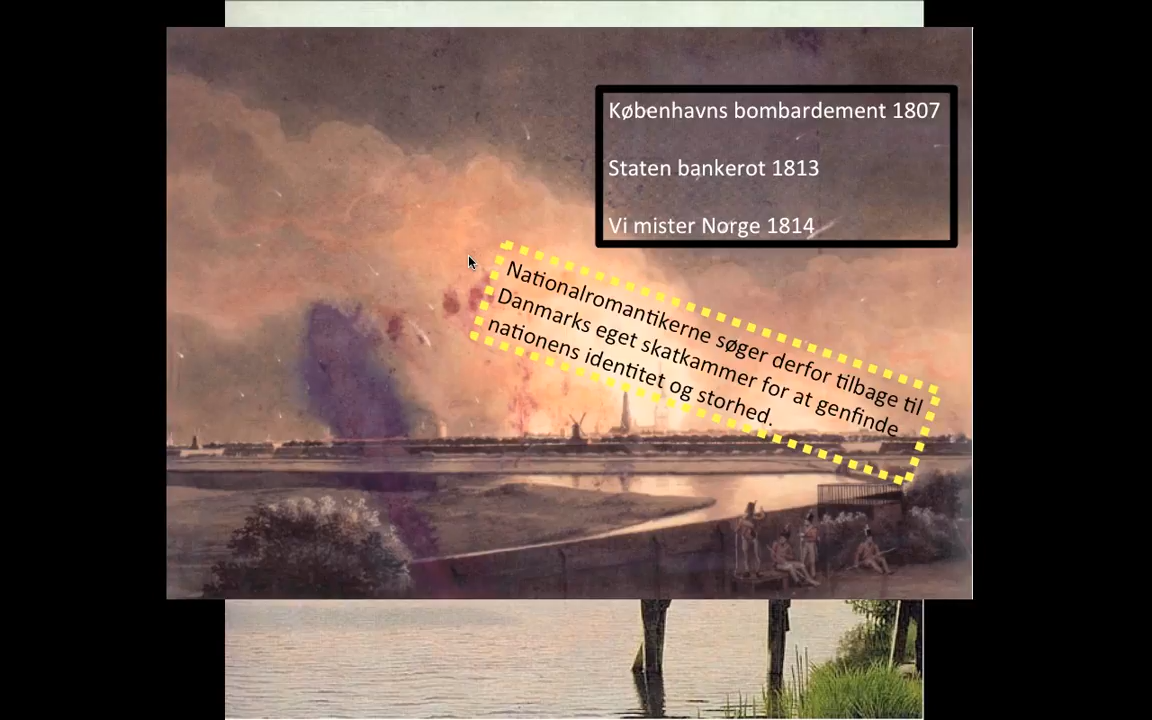 Københavns bombardement 1807
Staten bankerot 1813
Vi mister Norge 1814
Nationalromantikerne søger derfor tilbage til
Danmarks eget skatkammer for at genfinde
nationens identitet og storhed.